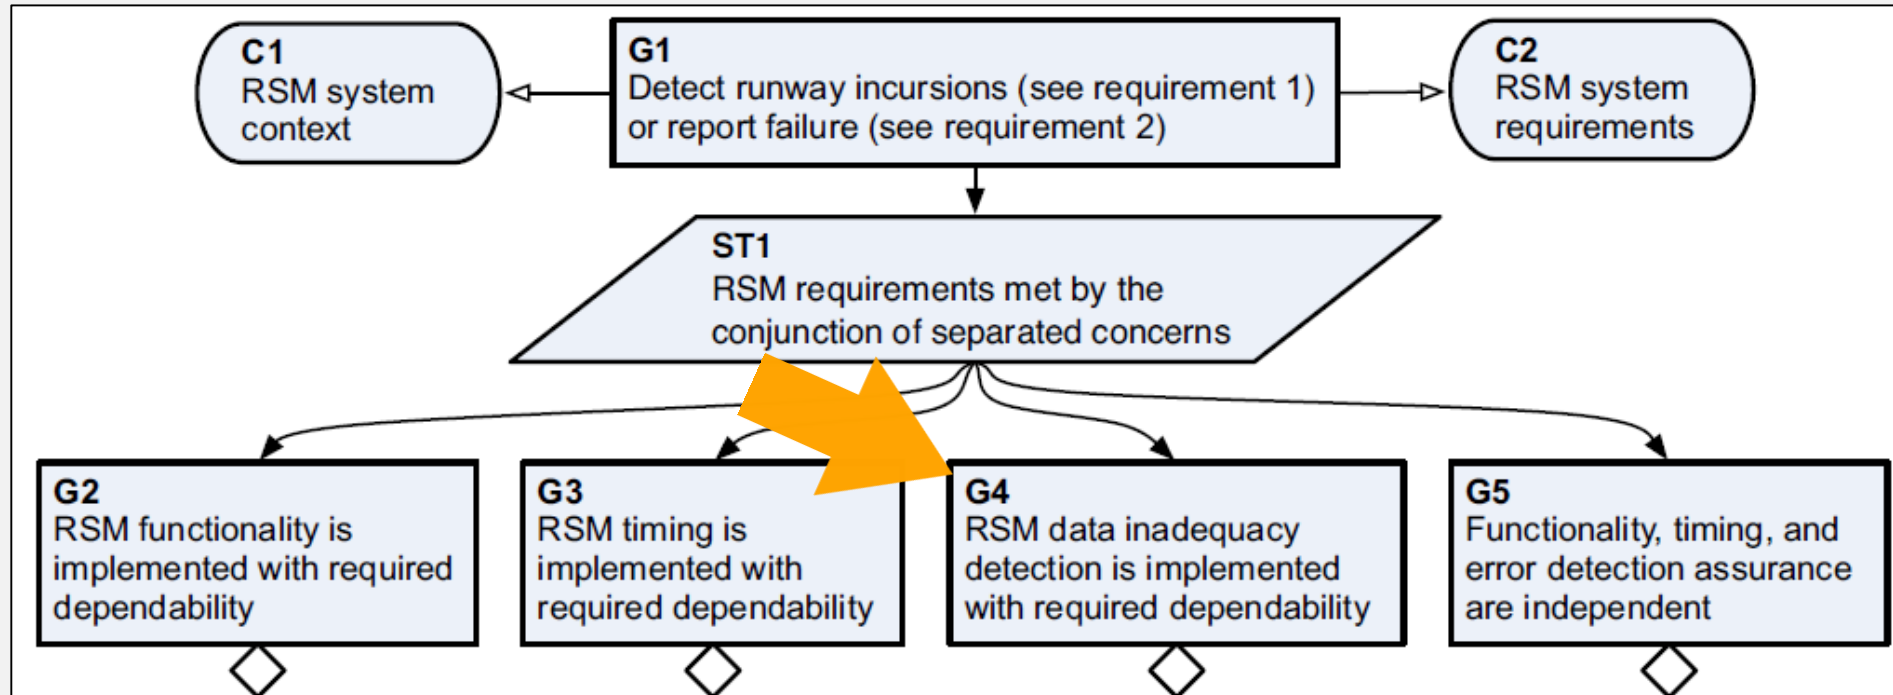 C1
RSM system
context
G1
Detect runway incursions (see requirement 1)
or report failure (see requirement 2)
C2
RSM system
requirements
ST1
RSM requirements met by the
conjunction of separated concerns
G2
RSM functionality is
implemented with required
dependability
G3
RSM timing is
implemented with
required dependability
G4
RSM data inadequacy
detection is implemented
with required dependability
G5
Functionality, timing, and
error detection assurance
are independent